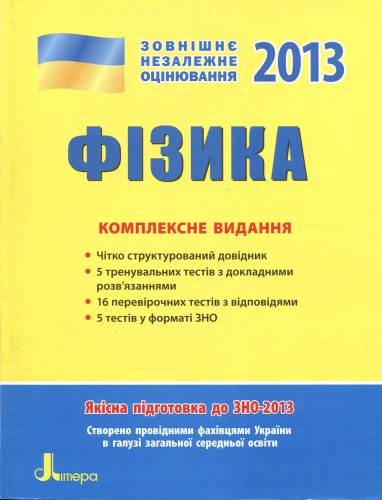 ЗОВНІШНЄ
НЕЗАЛЕЖНЕ
ОЦІНЮВАННЯ 2013
ФІЗИКА
КОМПЛЕКСНЕ ВИДАННЯ
• Чітко структурований довідник
• 5 тренувальних тестів з докладними
розв'язаннями
• 16 перевірочних тестів з відповідями
• 5 тестів у форматі ЗНО
Якісна підготовка до ЗНО-2013
Створено провідними фахівцями України
в галузі загальної середньої освіти
Літера